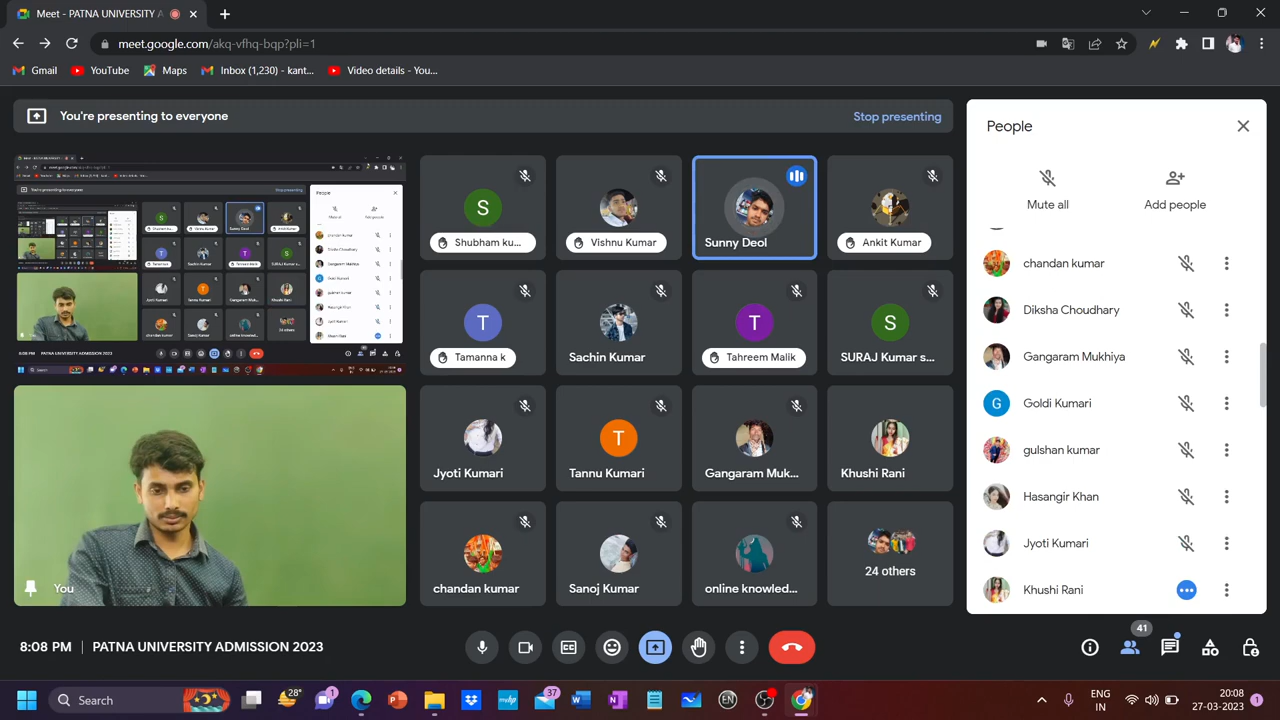 Meet - PATNA UNIVERSITY A
meet.google.com/akq-vfhq-bqp?pli=1
Gmail
YouTube
Maps
Inbox (1,230) - kant...
Video details - You...
You're presenting to everyone
Stop presenting
S
Shubham ku...
Vishnu Kumar
Sunny Deol
Ankit Kumar
T
Tamanna k
Sachin Kumar
T
Tahreem Malik
S
SURAJ Kumar s...
Jyoti Kumari
T
Tannu Kumari
Gangaram Muk...
Khushi Rani
chandan kumar
Sanoj Kumar
online knowled...
24 others
You
People
Mute all
Add people
chandan kumar
Diksha Choudhary
Gangaram Mukhiya
G
Goldi Kumari
gulshan kumar
Hasangir Khan
Jyoti Kumari
Khushi Rani
8:08 PM | PATNA UNIVERSITY ADMISSION 2023
41
Search
28°
1
37
ENG
IN
20:08
27-03-2023
1